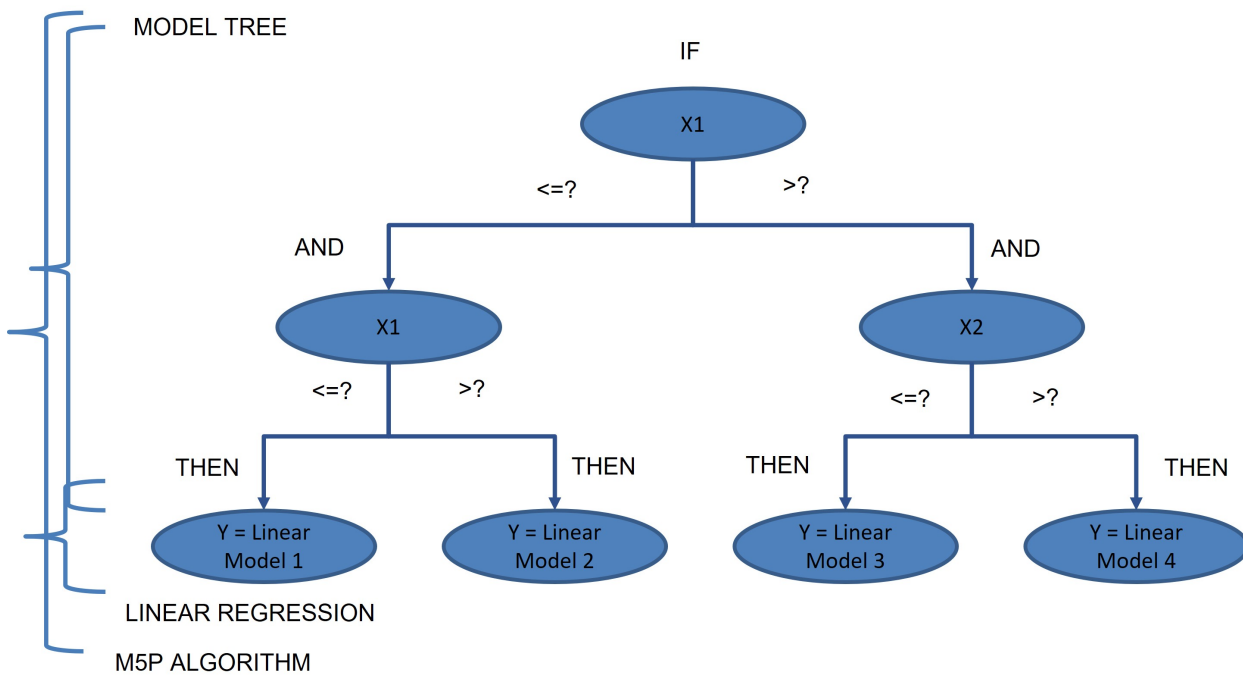 MODEL TREE
IF
X1
<=?
>?
AND
AND
X1
X2
<=?
>?
<=?
>?
THEN
THEN
THEN
THEN
Y = Linear
Model 1
Y = Linear
Model 2
Y = Linear
Model 3
Y = Linear
Model 4
LINEAR REGRESSION
M5P ALGORITHM